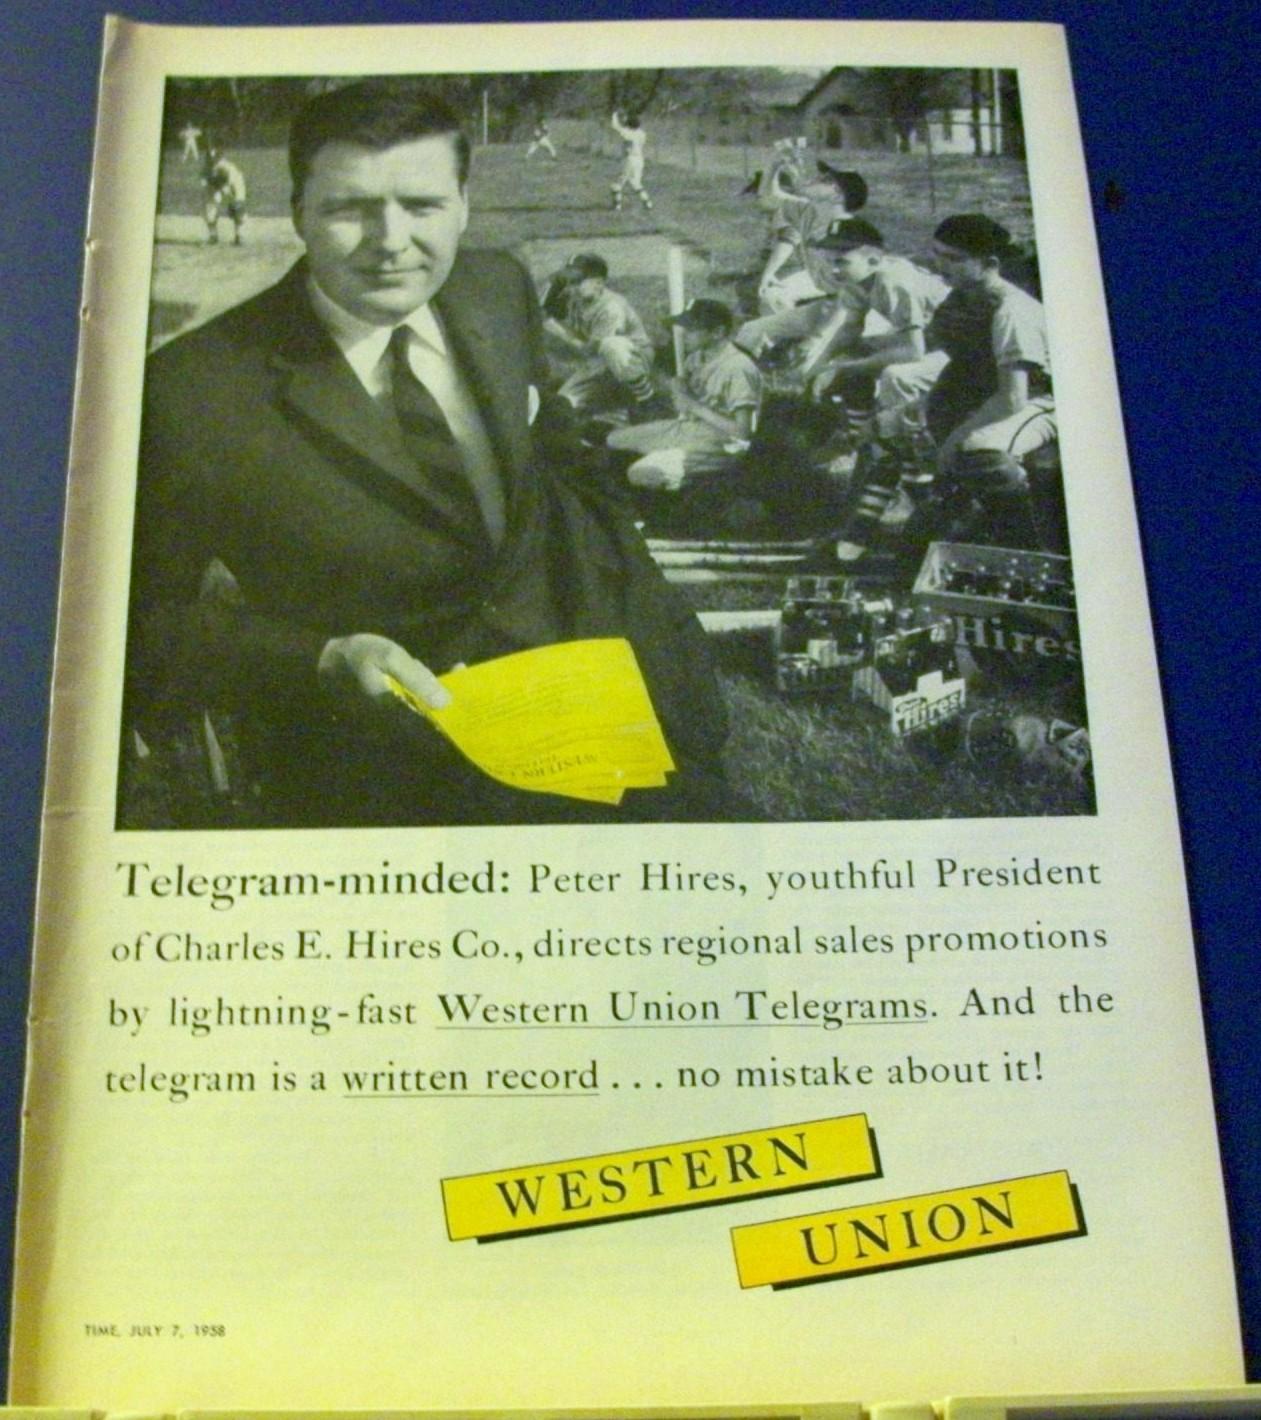 Hires
Hires
Telegram-minded: Peter Hires, youthful President
of Charles E. Hires Co., directs regional sales promotions
by lightning-fast Western Union Telegrams. And the
telegram is a written record... no mistake about it!
WESTERN
UNION
TIME, JULY 7, 1958